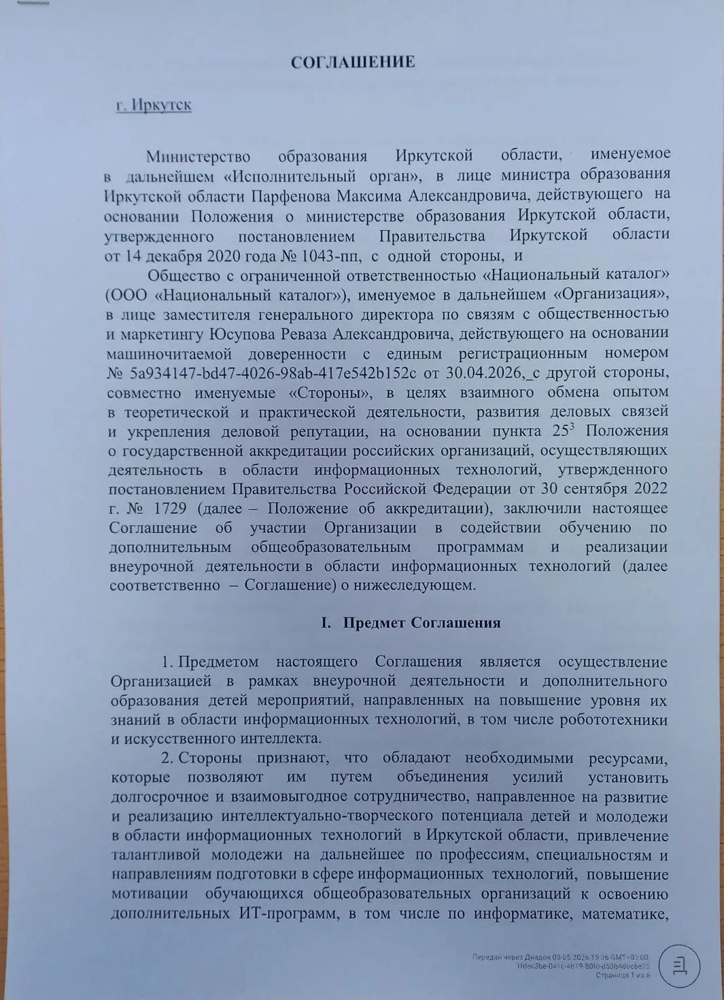 СОГЛАШЕНИЕ
г. Иркутск
Министерство образования Иркутской области, именуемое
в дальнейшем «Исполнительный орган», в лице министра образования
Иркутской области Парфенова Максима Александровича, действующего на
основании Положения о министерстве образования Иркутской области,
утвержденного постановлением Правительства Иркутской области
от 14 декабря 2020 года № 1043-пп, с одной стороны, и
Общество с ограниченной ответственностью «Национальный каталог»
(ООО «Национальный каталог»), именуемое в дальнейшем «Организация»,
в лице заместителя генерального директора по связям с общественностью
и маркетингу Юсупова Реваза Александровича, действующего на основании
машиночитаемой доверенности с единым регистрационным номером
№ 5a934147-bd47-4026-98ab-417e542b152c от 30.04.2026,_с другой стороны,
совместно именуемые «Стороны», в целях взаимного обмена опытом
в теоретической и практической деятельности, развития деловых связей
и укрепления деловой репутации, на основании пункта 25³ Положения
о государственной аккредитации российских организаций, осуществляющих
деятельность в области информационных технологий, утвержденного
постановлением Правительства Российской Федерации от 30 сентября 2022
г. № 1729 (далее – Положение об аккредитации), заключили настоящее
Соглашение об участии Организации в содействии обучению по
дополнительным общеобразовательным программам и реализации
внеурочной деятельности в области информационных технологий (далее
соответственно – Соглашение) о нижеследующем.
I. Предмет Соглашения
1. Предметом настоящего Соглашения является осуществление
Организацией в рамках внеурочной деятельности и дополнительного
образования детей мероприятий, направленных на повышение уровня их
знаний в области информационных технологий, в том числе робототехники
и искусственного интеллекта.
2. Стороны признают, что обладают необходимыми ресурсами,
которые позволяют им путем объединения усилий установить
долгосрочное и взаимовыгодное сотрудничество, направленное на развитие
и реализацию интеллектуально-творческого потенциала детей и молодежи
в области информационных технологий в Иркутской области, привлечение
талантливой молодежи на дальнейшее по профессиям, специальностям и
направлениям подготовки в сфере информационных технологий, повышение
мотивации обучающихся общеобразовательных организаций к освоению
дополнительных ИТ-программ, в том числе по информатике, математике,
Передан через Диадок 05.05.2026 15:36 GMT+03:00
Страница 1 из 6